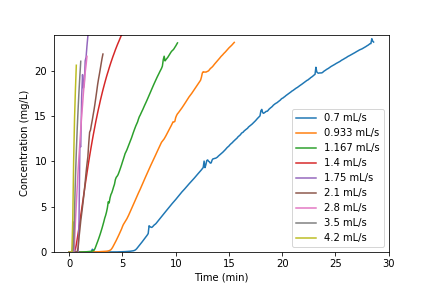 Concentration (mg/L)
20
15
10
5
0
0.7 mL/s
0.933 mL/s
1.167 mL/s
1.4 mL/s
1.75 mL/s
2.1 mL/s
2.8 mL/s
3.5 mL/s
4.2 mL/s
0 5 10 15 20 25 30
Time (min)